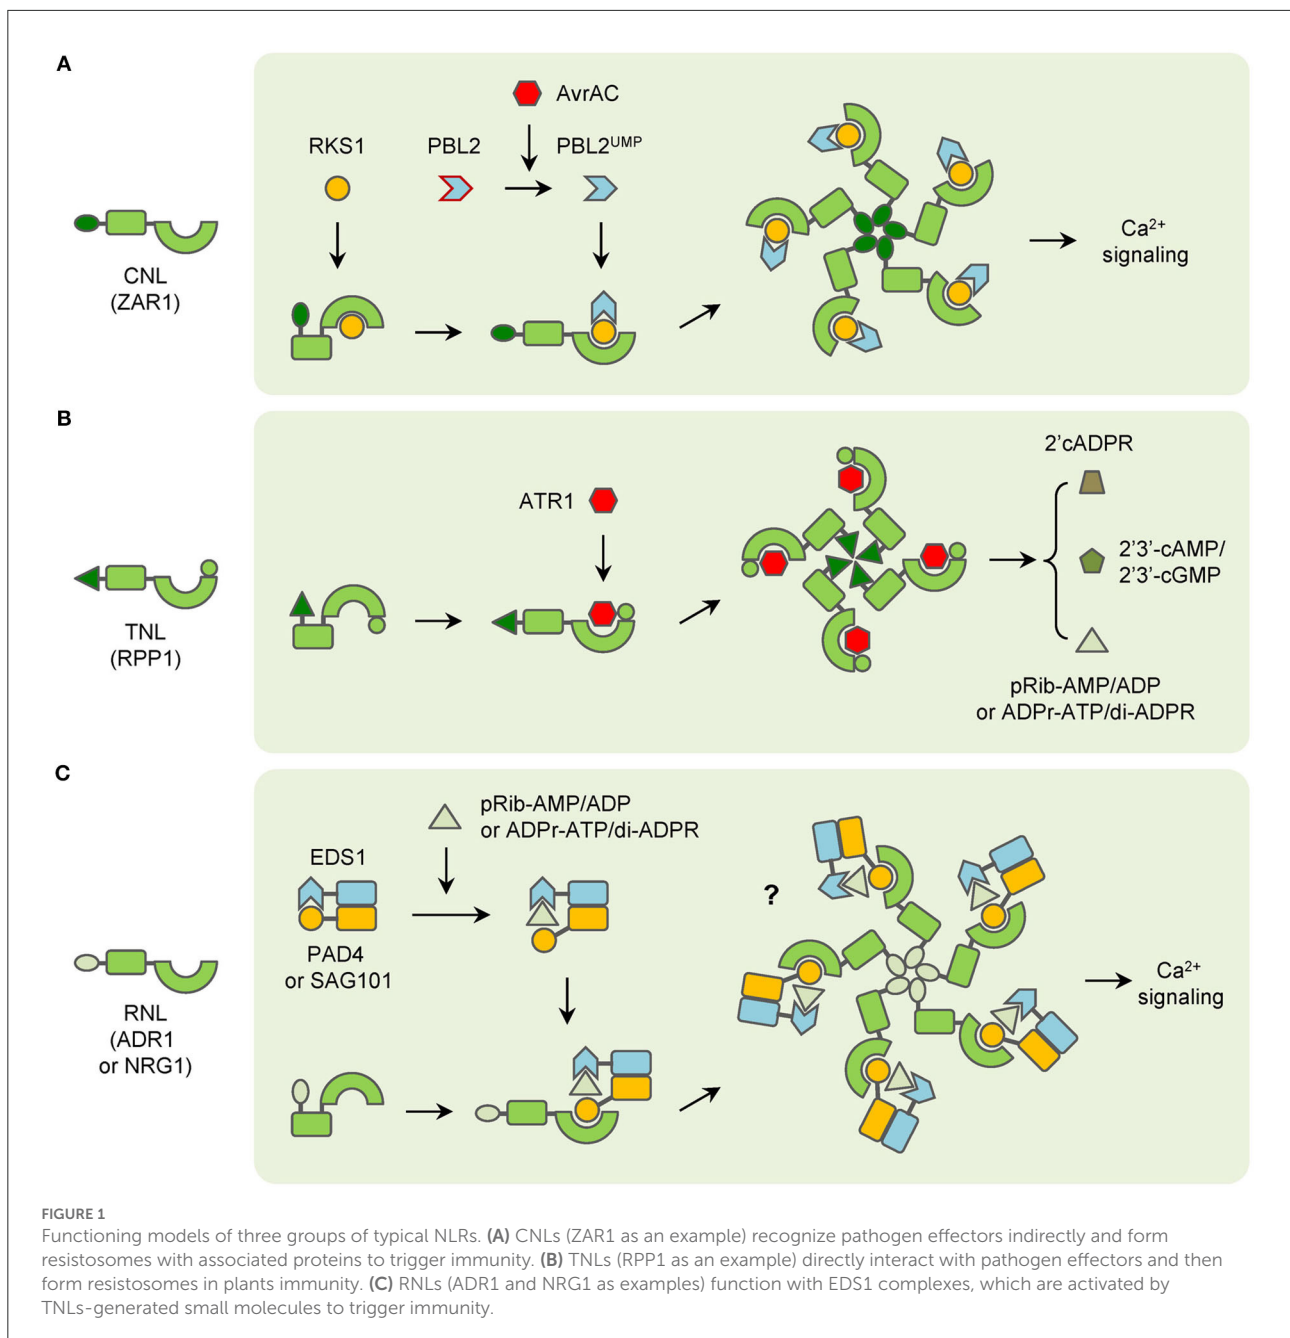 A
AvrAC
RKS1
PBL2
PBL2ᵁᴹᴾ
CNL
(ZAR1)
Ca²⁺
signaling
B
ATR1
2'cADPR
2'3'-cAMP/
2'3'-cGMP
TNL
(RPP1)
pRib-AMP/ADP
or ADPr-ATP/di-ADPR
C
pRib-AMP/ADP
or ADPr-ATP/di-ADPR
EDS1
PAD4
or SAG101
?
RNL
(ADR1
or NRG1)
Ca²⁺
signaling
FIGURE 1
Functioning models of three groups of typical NLRs. (A) CNLs (ZAR1 as an example) recognize pathogen effectors indirectly and form
resistosomes with associated proteins to trigger immunity. (B) TNLs (RPP1 as an example) directly interact with pathogen effectors and then
form resistosomes in plants immunity. (C) RNLs (ADR1 and NRG1 as examples) function with EDS1 complexes, which are activated by
TNLs-generated small molecules to trigger immunity.